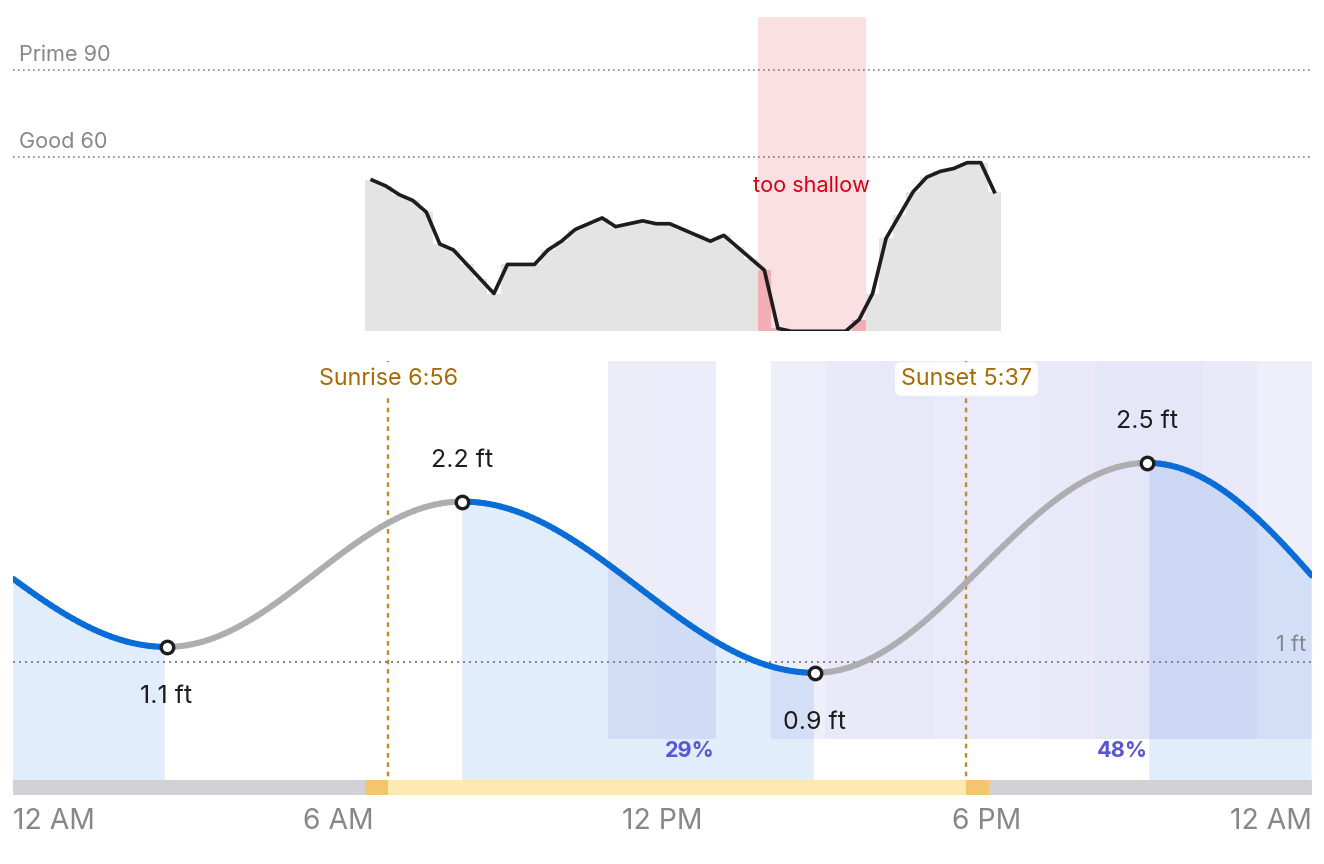 Prime 90
Good 60
too shallow
Sunrise 6:56
Sunset 5:37
2.5 ft
2.2 ft
1 ft
1.1 ft
0.9 ft
29%
48%
12 AM
6 AM
12 PM
6 PM
12 AM